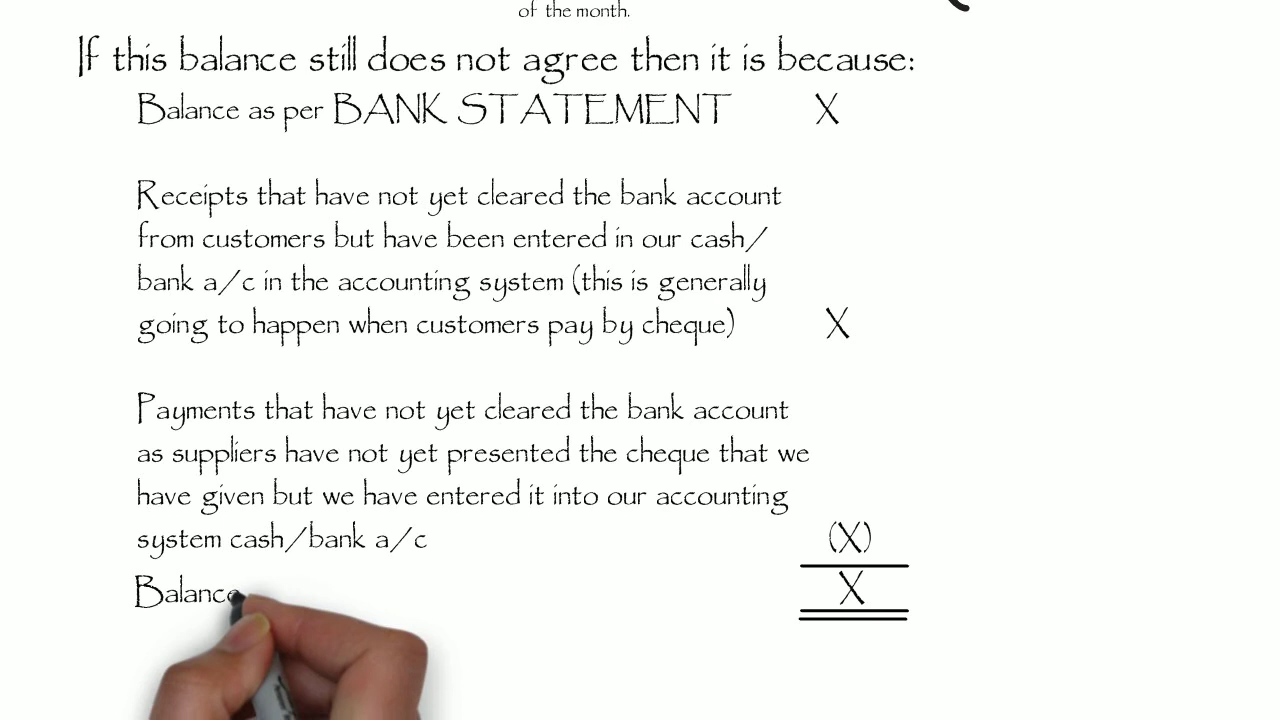 of the month.
If this balance still does not agree then it is because:
Balance as per BANK STATEMENT X
Receipts that have not yet cleared the bank account
from customers but have been entered in our cash/
bank a/c in the accounting system (this is generally
going to happen when customers pay by cheque) X
Payments that have not yet cleared the bank account
as suppliers have not yet presented the cheque that we
have given but we have entered it into our accounting
system cash/bank a/c (X)
Balance X